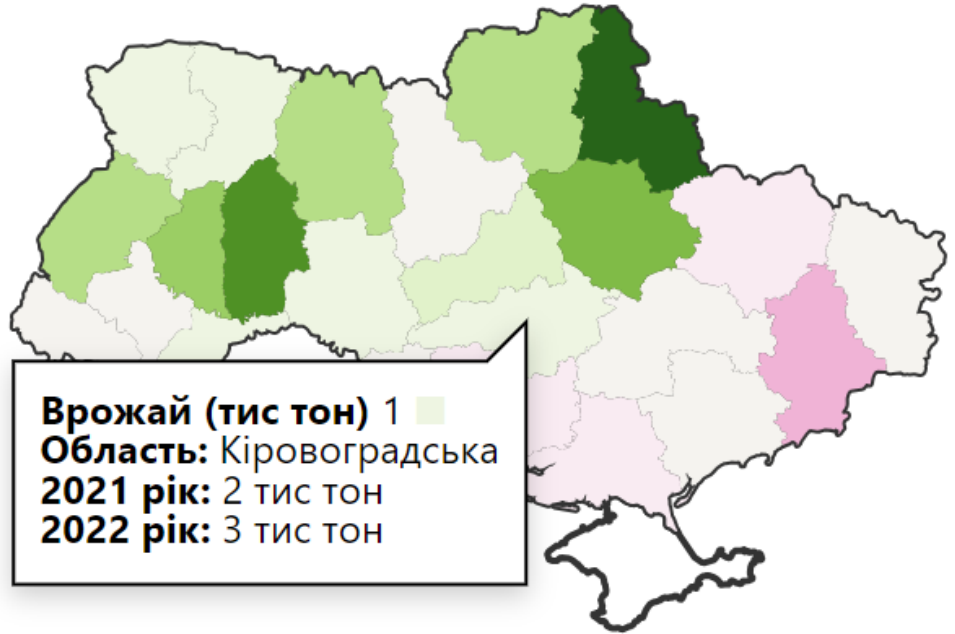 Врожай (тис тон) 1
Область: Кіровоградська
2021 рік: 2 тис тон
2022 рік: 3 тис тон